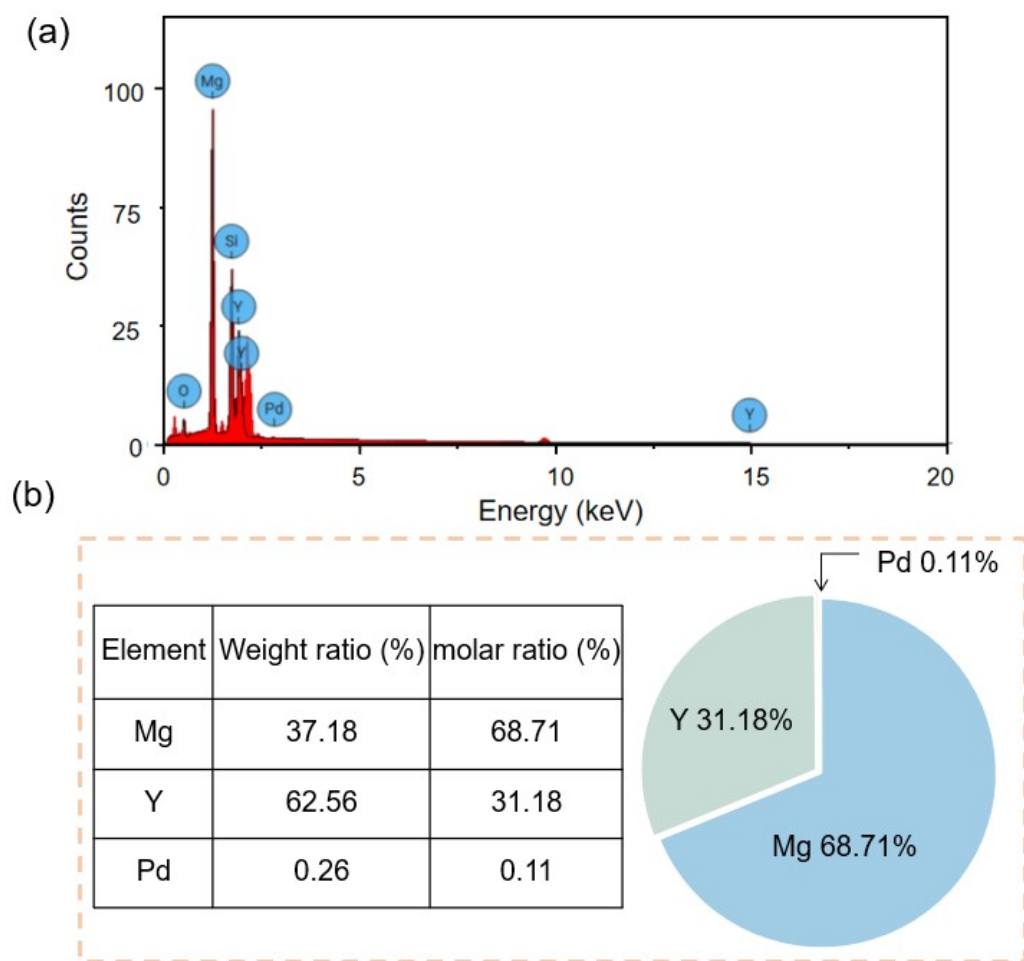 (a)
100
75
25
0
Counts
Mg
Si
Y
Y
O
Pd
Y
0
5
10
15
20
Energy (keV)
(b)
Element Weight ratio (%) molar ratio (%)
Mg 37.18 68.71
Y 62.56 31.18
Pd 0.26 0.11
Pd 0.11%
Y 31.18%
Mg 68.71%